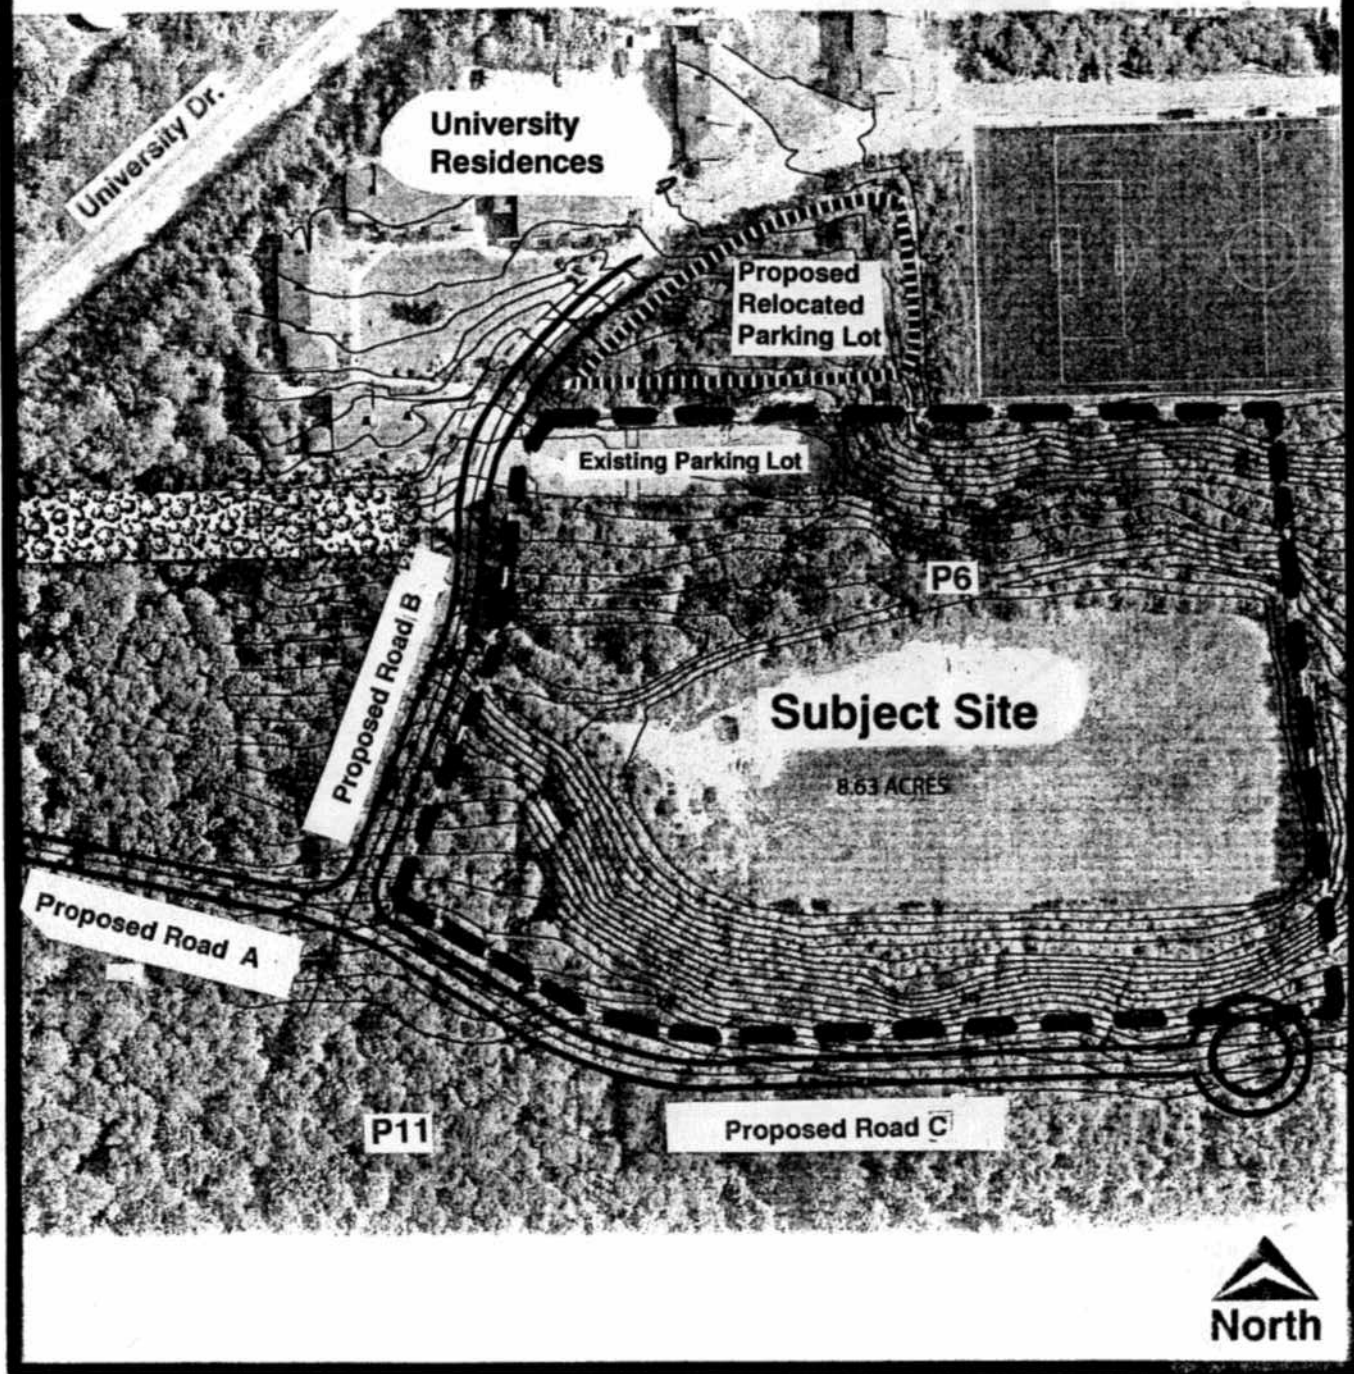 University Dr.
University
Residences
Proposed
Relocated
Parking Lot
Existing Parking Lot
P6
Proposed Road B
Subject Site
8.63 ACRES
Proposed Road A
P11
Proposed Road C
North